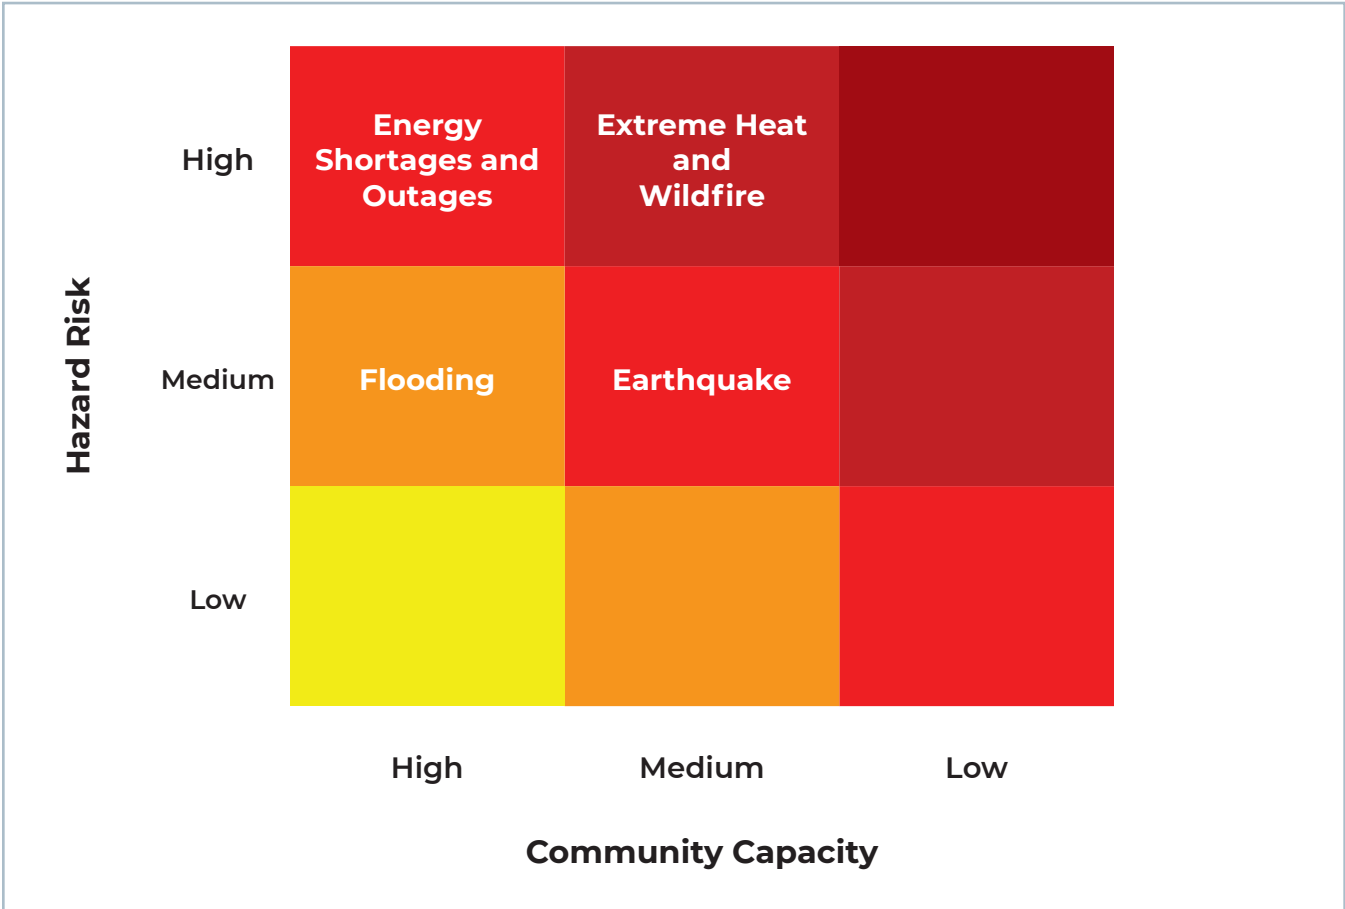 Energy
Shortages and
Outages
Extreme Heat
and
Wildfire
High
Hazard Risk
Medium
Flooding
Earthquake
Low
High
Medium
Low
Community Capacity